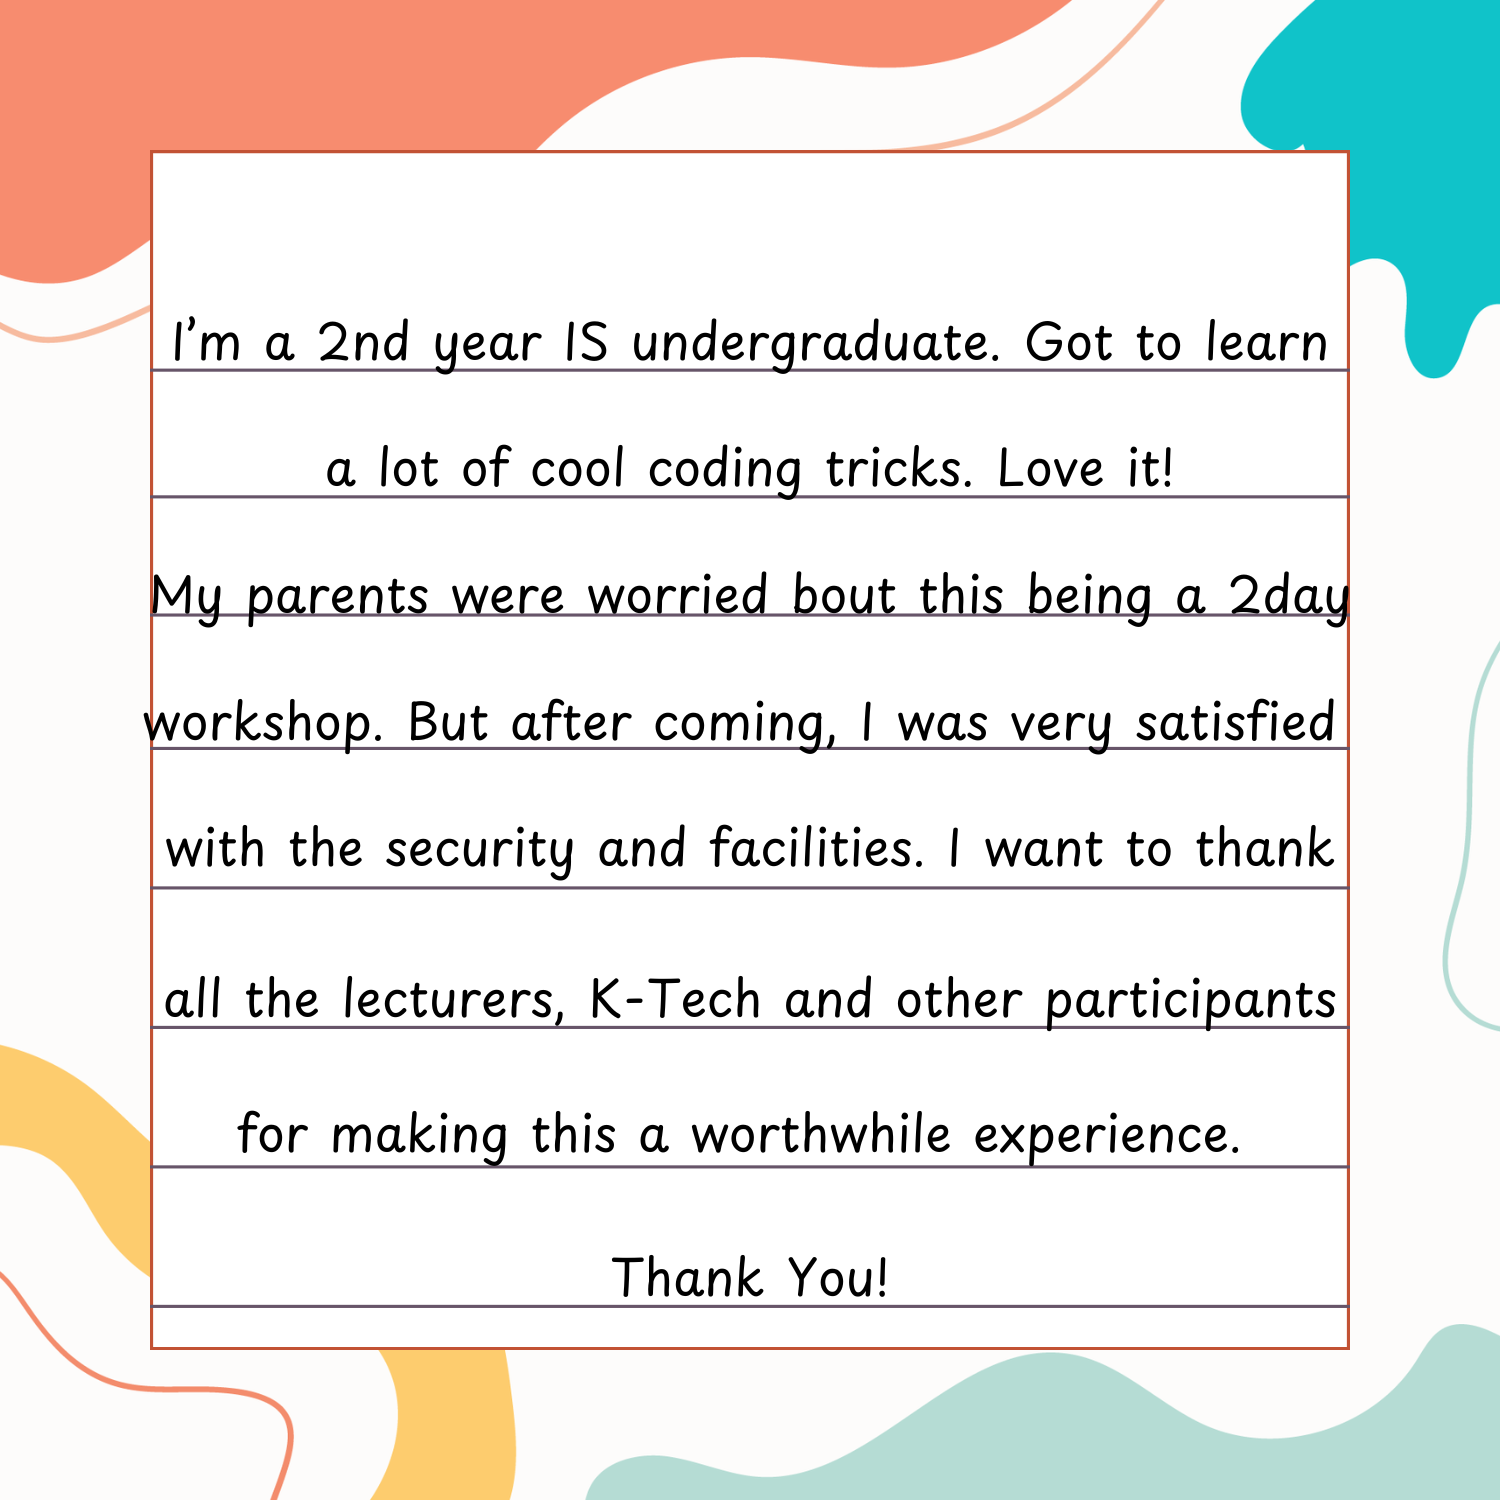 I'm a 2nd year IS undergraduate. Got to learn
a lot of cool coding tricks. Love it!
My parents were worried bout this being a 2day
workshop. But after coming, I was very satisfied
with the security and facilities. I want to thank
all the lecturers, K-Tech and other participants
for making this a worthwhile experience.
Thank You!